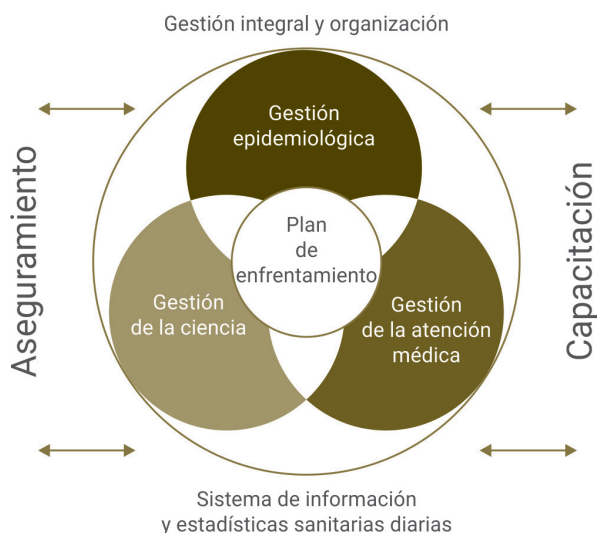 Gestión integral y organización
Gestión
epidemiológica
Aseguramiento
Plan
de
enfrentamiento
Capacitación
Gestión
de la ciencia
Gestión
de la atención
médica
Sistema de información
y estadísticas sanitarias diarias